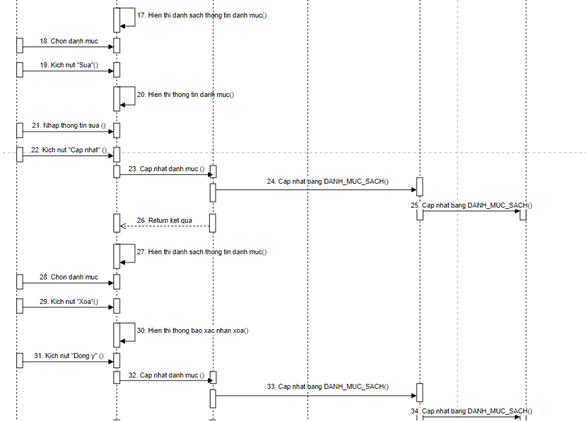 17. Hien thi danh sach thong tin danh muc()
18. Chon danh muc
19. Kich nut "Sua"()
20. Hien thi thong tin danh muc()
21. Nhap thong tin sua ()
22. Kich nut "Cap nhat" ()
23. Cap nhat danh muc ()
24. Cap nhat bang DANH_MUC_SACH()
25. Cap nhat bang DANH_MUC_SACH()
26. Return ket qua
27. Hien thi danh sach thong tin danh muc()
28. Chon danh muc
29. Kich nut "Xoa"()
30. Hien thi thong bao xac nhan xoa()
31. Kich nut "Dong y" ()
32. Cap nhat danh muc ()
33. Cap nhat bang DANH_MUC_SACH()
34. Cap nhat bang DANH_MUC_SACH()